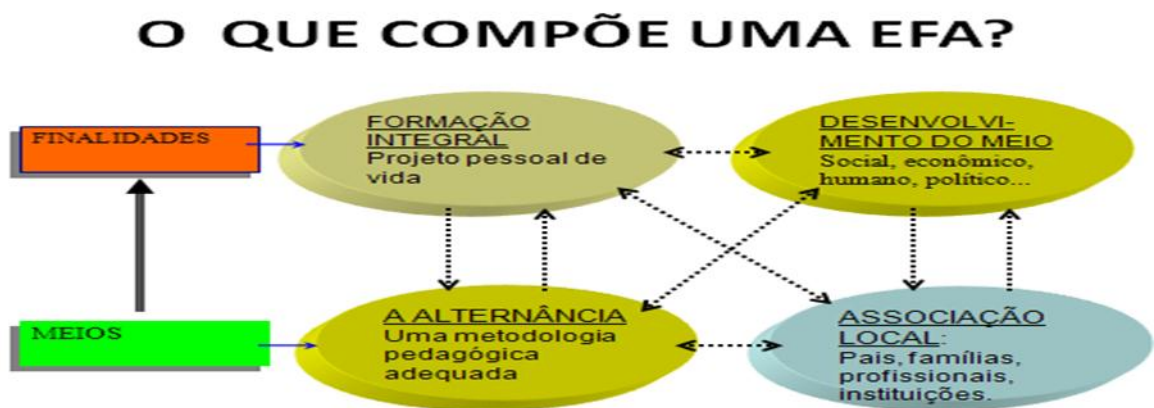 O QUE COMPÕE UMA EFA?
FINALIDADES
FORMAÇÃO
INTEGRAL
Projeto pessoal de
vida
DESENVOLVI-
MENTO DO MEIO
Social, econômico,
humano, político...
MEIOS
A ALTERNÂNCIA
Uma metodologia
pedagógica
adequada
ASSOCIAÇÃO
LOCAL:
Pais, famílias,
profissionais,
instituições.